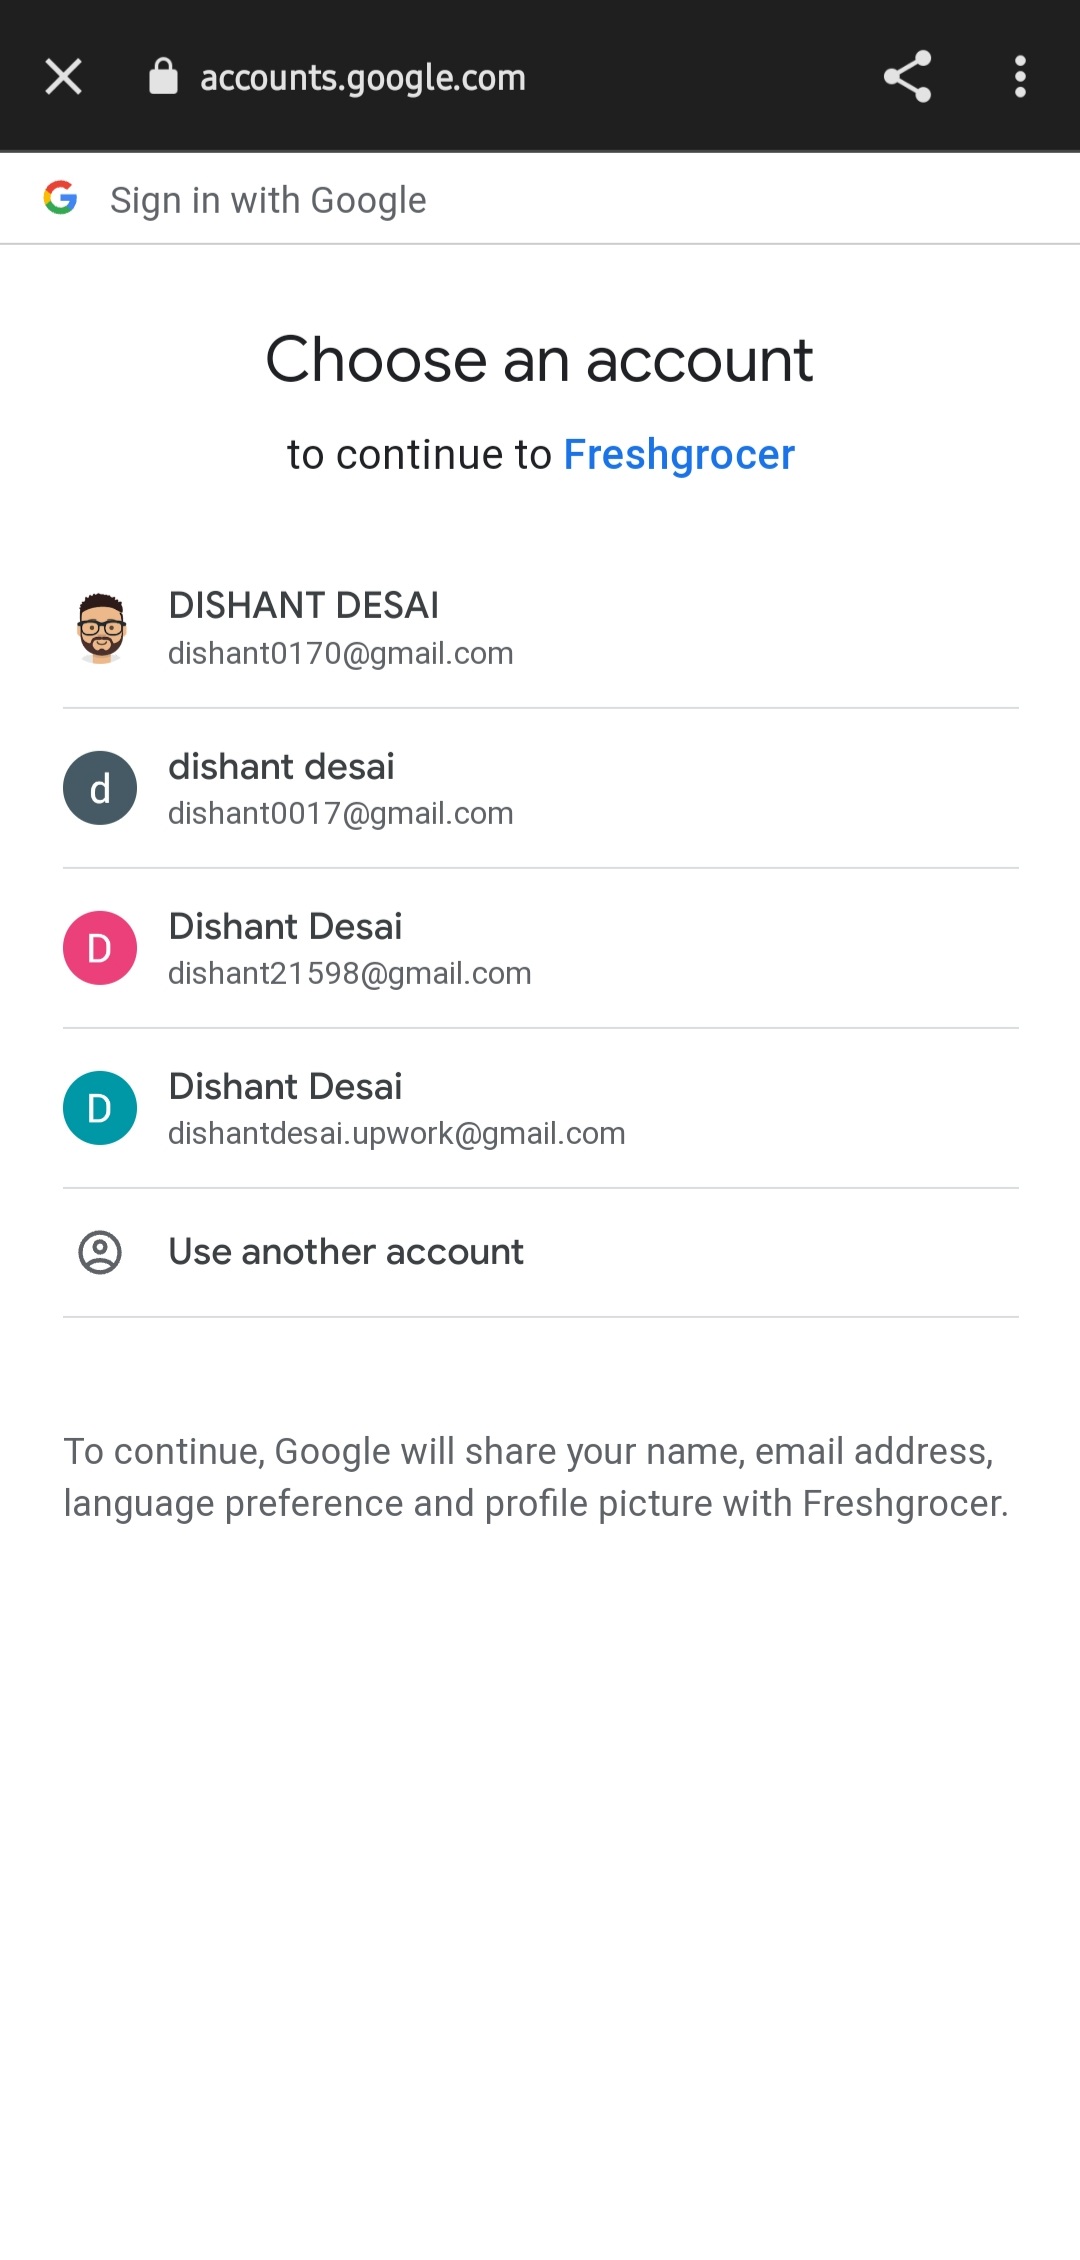 accounts.google.com
Sign in with Google
Choose an account
to continue to Freshgrocer
DISHANT DESAI
dishant0170@gmail.com
d
dishant desai
dishant0017@gmail.com
D
Dishant Desai
dishant21598@gmail.com
D
Dishant Desai
dishantdesai.upwork@gmail.com
Use another account
To continue, Google will share your name, email address,
language preference and profile picture with Freshgrocer.